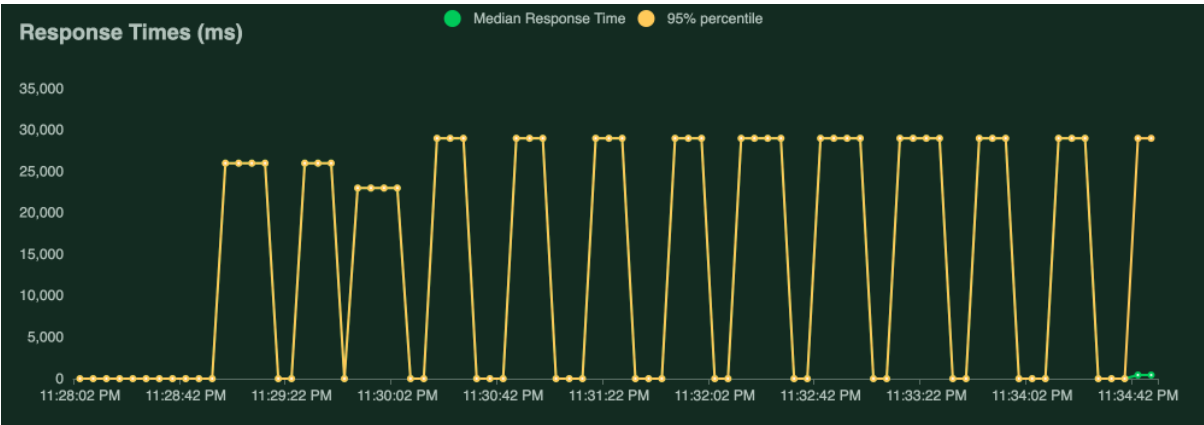 Response Times (ms)
Median Response Time
95% percentile
35,000
30,000
25,000
20,000
15,000
10,000
5,000
0
11:28:02 PM
11:28:42 PM
11:29:22 PM
11:30:02 PM
11:30:42 PM
11:31:22 PM
11:32:02 PM
11:32:42 PM
11:33:22 PM
11:34:02 PM
11:34:42 PM